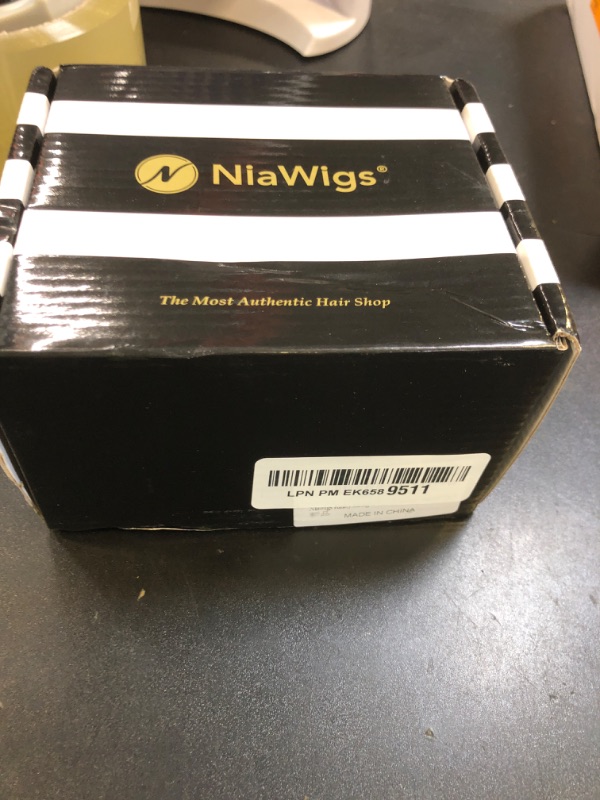 N NiaWigs®
The Most Authentic Hair Shop
LPN PM EK658 9511
MADE IN CHINA